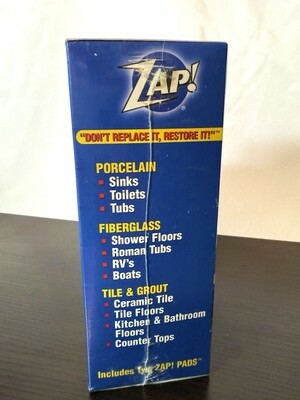 ZAP!®
"DON'T REPLACE IT, RESTORE IT!"™
PORCELAIN
Sinks
Toilets
Tubs
FIBERGLASS
Shower Floors
Roman Tubs
RV's
Boats
TILE & GROUT
Ceramic Tile
Tile Floors
Kitchen & Bathroom
Floors
Counter Tops
Includes Two ZAP! PADS™